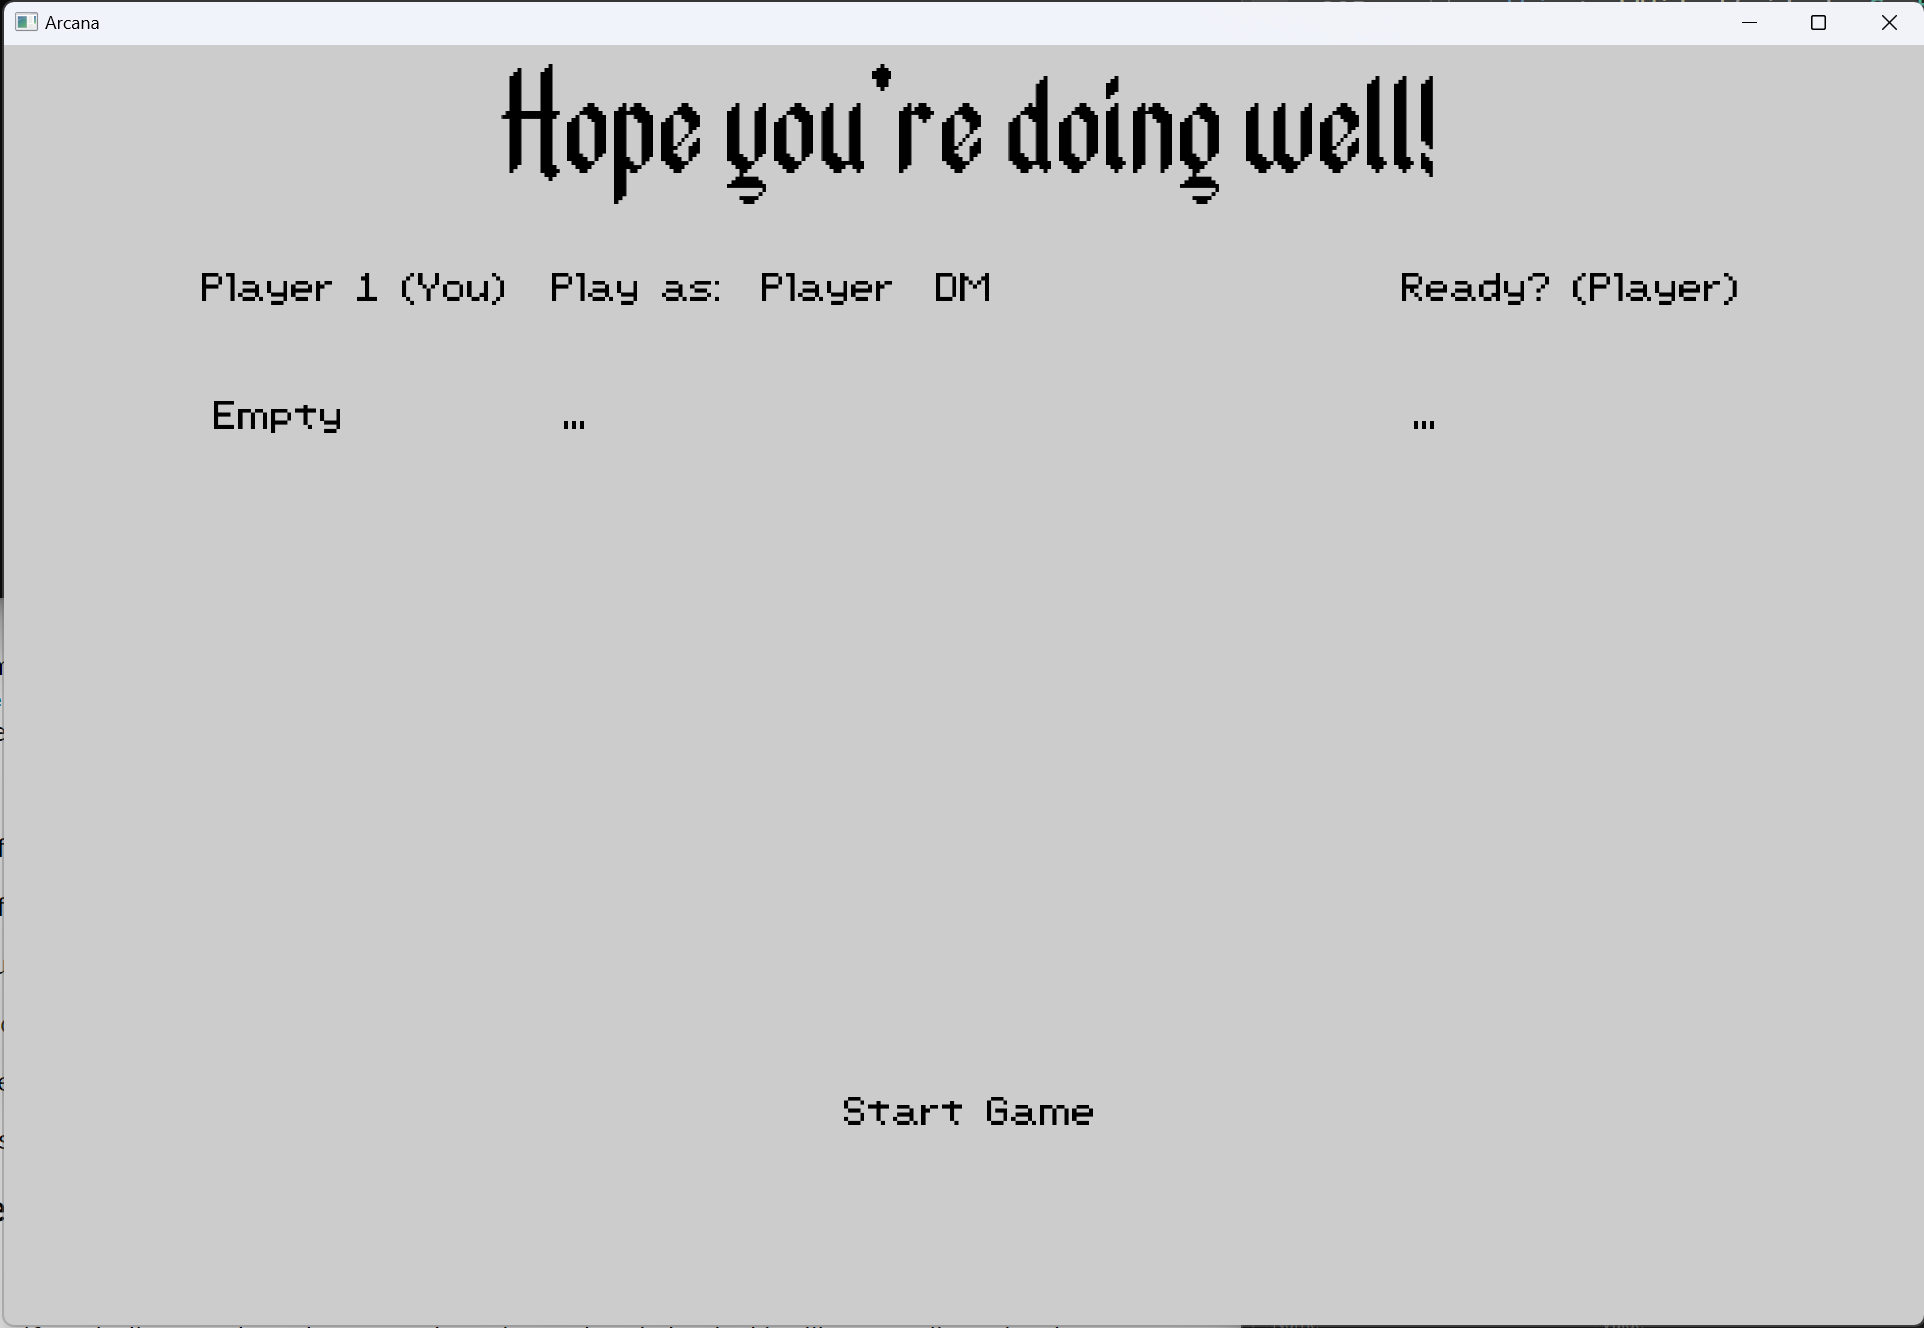 Arcana
Hope you're doing well!
Player 1 (You) Play as: Player DM Ready? (Player)
Empty … …
Start Game